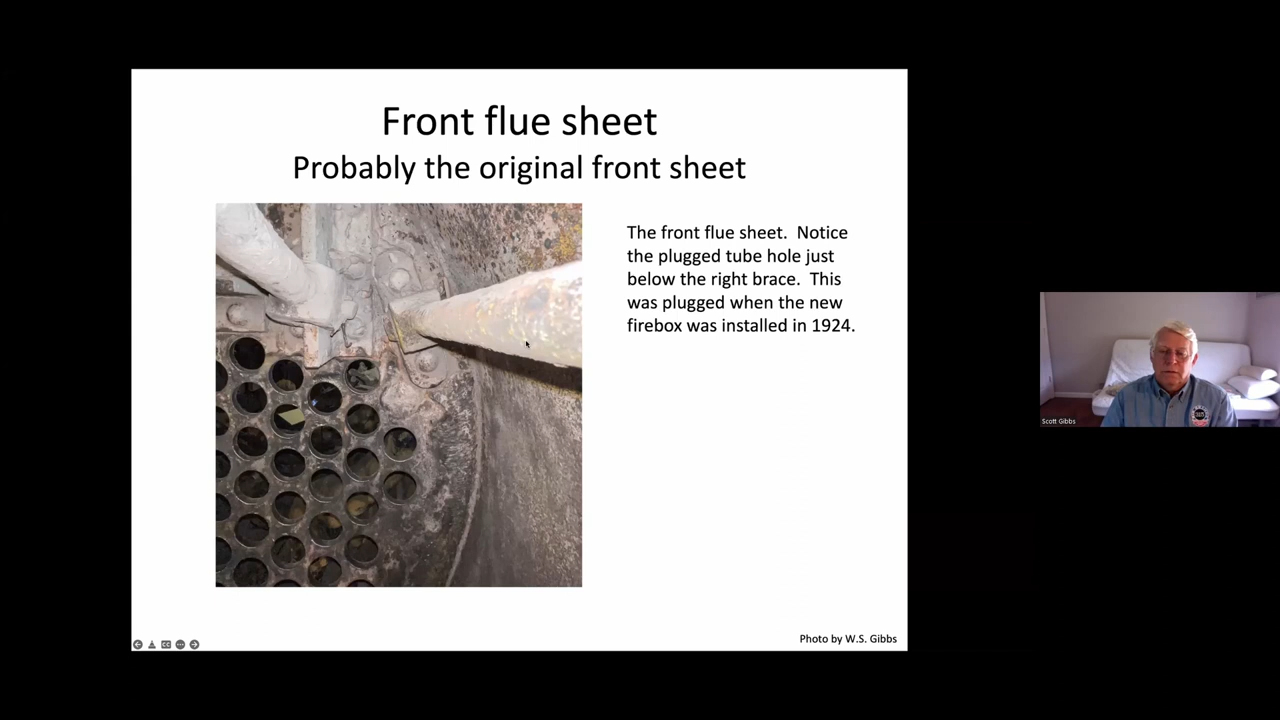 Front flue sheet
Probably the original front sheet
The front flue sheet.  Notice
the plugged tube hole just
below the right brace.  This
was plugged when the new
firebox was installed in 1924.
Photo by W.S. Gibbs
Scott Gibbs